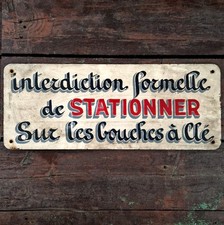 interdiction formelle
de STATIONNER
Sur les bouches à Clé